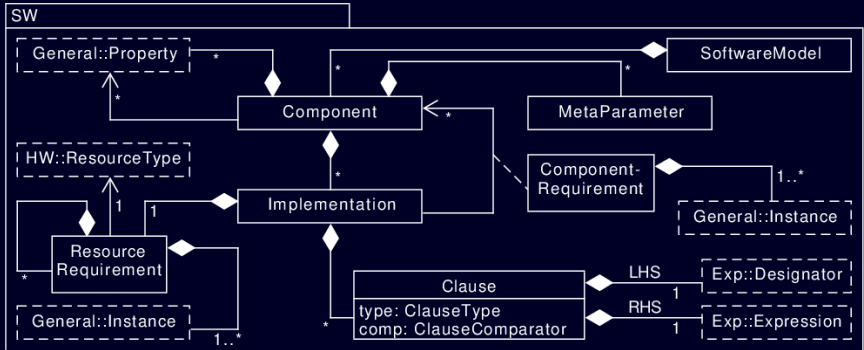 SW
General::Property
*
*
*
*
SoftwareModel
Component
*
MetaParameter
HW::ResourceType
*
Component-
Requirement
1..*
1
1
Implementation
General::Instance
Resource
Requirement
*
General::Instance
1..*
*
Clause
type: ClauseType
comp: ClauseComparator
LHS
1
Exp::Designator
RHS
1
Exp::Expression